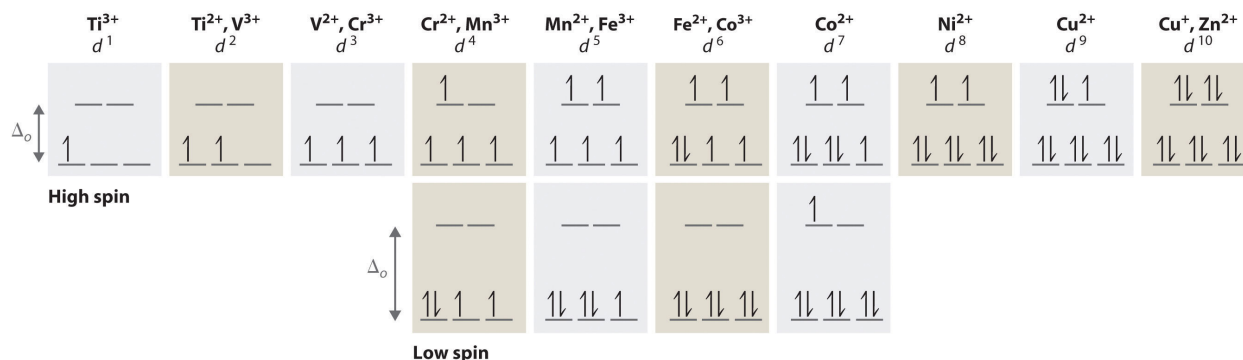 Ti³⁺ Ti²⁺, V³⁺ V²⁺, Cr³⁺ Cr²⁺, Mn³⁺ Mn²⁺, Fe³⁺ Fe²⁺, Co³⁺ Co²⁺ Ni²⁺ Cu²⁺ Cu⁺, Zn²⁺
d¹ d² d³ d⁴ d⁵ d⁶ d⁷ d⁸ d⁹ d¹⁰
Δₒ
High spin
Δₒ
Low spin